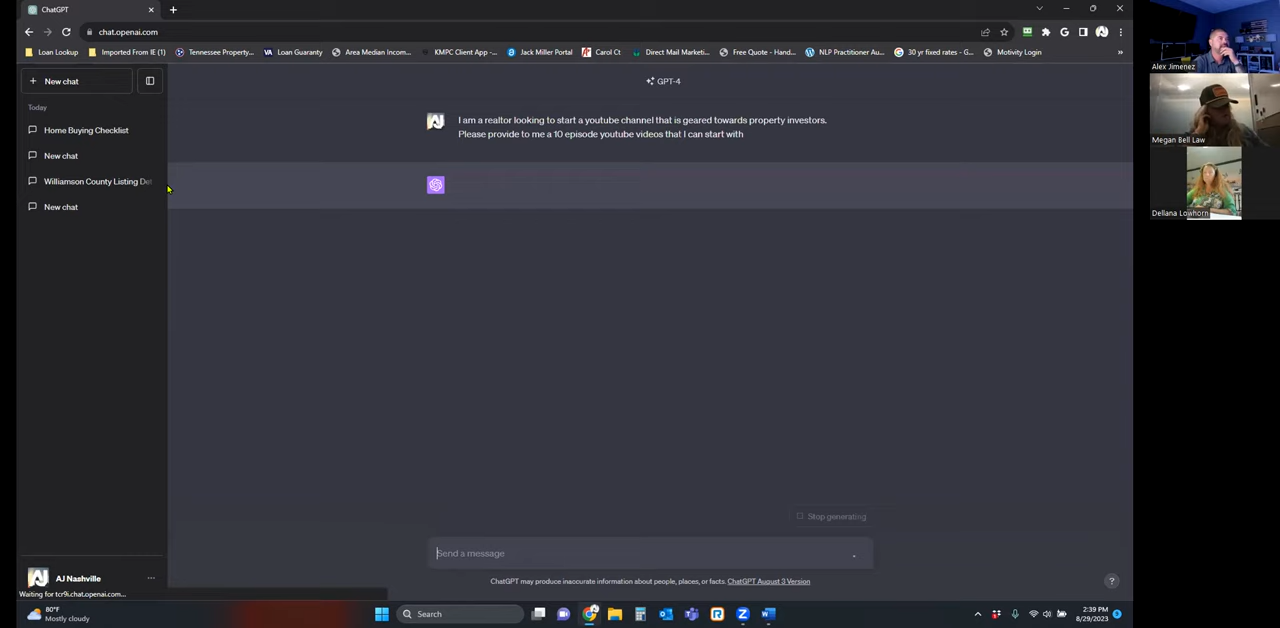 ChatGPT
chat.openai.com
Loan Lookup
Imported From IE (1)
Tennessee Property...
VA Loan Guaranty
Area Median Incom...
KMPC Client App -...
Jack Miller Portal
Carol Ct
Direct Mail Marketi...
Free Quote - Hand...
NLP Practitioner Au...
30 yr fixed rates - G...
Motivity Login
»
+ New chat
Today
Home Buying Checklist
New chat
Williamson County Listing De
New chat
GPT-4
AJ
I am a realtor looking to start a youtube channel that is geared towards property investors.
Please provide to me a 10 episode youtube videos that I can start with
Stop generating
Send a message
ChatGPT may produce inaccurate information about people, places, or facts. ChatGPT August 3 Version
?
AJ Nashville
...
Waiting for tcr9i.chat.openai.com...
80°F
Mostly cloudy
Search
2:39 PM
8/29/2023
Alex Jimenez
Megan Bell Law
Dellana Lowhorn